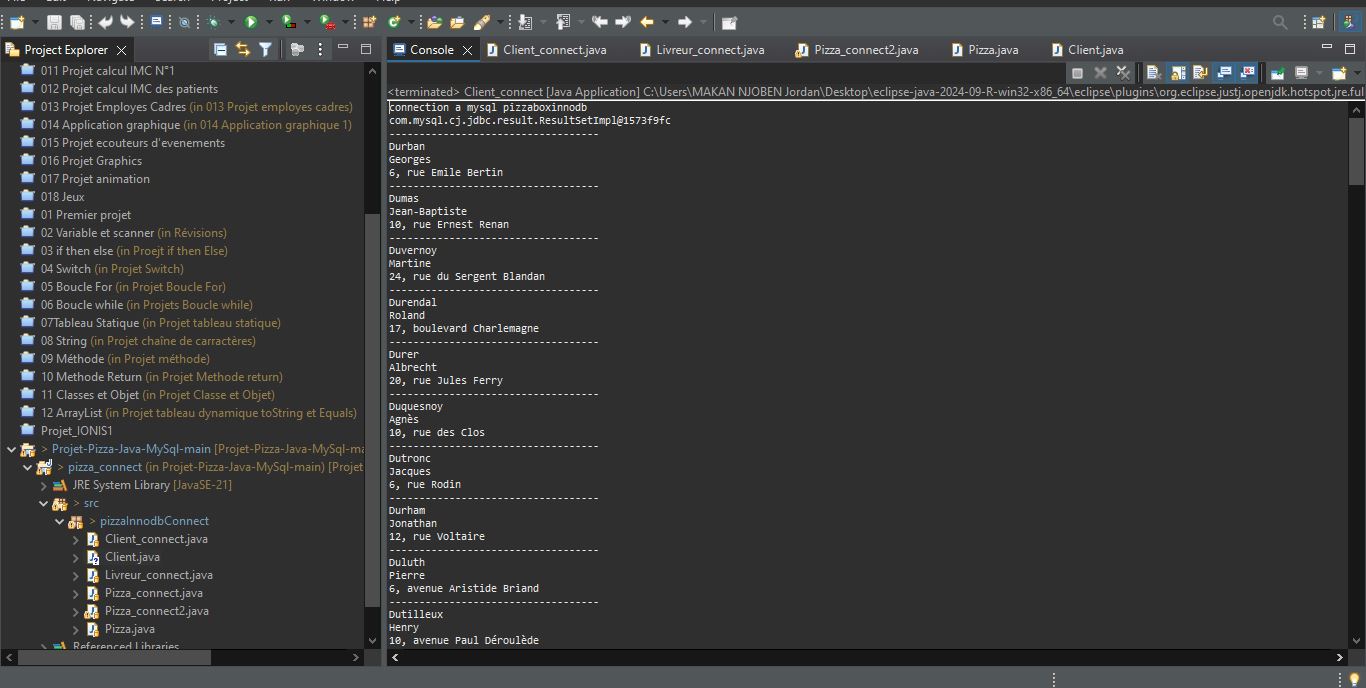 Project Explorer
011 Projet calcul IMC N°1
012 Projet calcul IMC des patients
013 Projet Employes Cadres (in 013 Projet employes cadres)
014 Application graphique (in 014 Application graphique 1)
015 Projet ecouteurs d'evenements
016 Projet Graphics
017 Projet animation
018 Jeux
01 Premier projet
02 Variable et scanner (in Révisions)
03 if then else (in Proejt if then Else)
04 Switch (in Projet Switch)
05 Boucle For (in Projet Boucle For)
06 Boucle while (in Projets Boucle while)
07Tableau Statique (in Projet tableau statique)
08 String (in Projet chaîne de carractères)
09 Méthode (in Projet méthode)
10 Methode Return (in Projet Methode return)
11 Classes et Objet (in Projet Classe et Objet)
12 ArrayList (in Projet tableau dynamique toString et Equals)
Projet_IONIS1
> Projet-Pizza-Java-MySql-main [Projet-Pizza-Java-MySql-ma
> pizza_connect (in Projet-Pizza-Java-MySql-main) [Projet
JRE System Library [JavaSE-21]
> src
> pizzaInnodbConnect
Client_connect.java
Client.java
Livreur_connect.java
Pizza_connect.java
Pizza_connect2.java
Pizza.java
Referenced Libraries
Console Client_connect.java Livreur_connect.java Pizza_connect2.java Pizza.java Client.java
<terminated> Client_connect [Java Application] C:\Users\MAKAN NJOBEN Jordan\Desktop\eclipse-java-2024-09-R-win32-x86_64\eclipse\plugins\org.eclipse.justj.openjdk.hotspot.jre.ful
connection a mysql pizzaboxinnodb
com.mysql.cj.jdbc.result.ResultSetImpl@1573f9fc
-----------------------------------
Durban
Georges
6, rue Emile Bertin
-----------------------------------
Dumas
Jean-Baptiste
10, rue Ernest Renan
-----------------------------------
Duvernoy
Martine
24, rue du Sergent Blandan
-----------------------------------
Durendal
Roland
17, boulevard Charlemagne
-----------------------------------
Durer
Albrecht
20, rue Jules Ferry
-----------------------------------
Duquesnoy
Agnès
10, rue des Clos
-----------------------------------
Dutronc
Jacques
6, rue Rodin
-----------------------------------
Durham
Jonathan
12, rue Voltaire
-----------------------------------
Duluth
Pierre
6, avenue Aristide Briand
-----------------------------------
Dutilleux
Henry
10, avenue Paul Déroulède